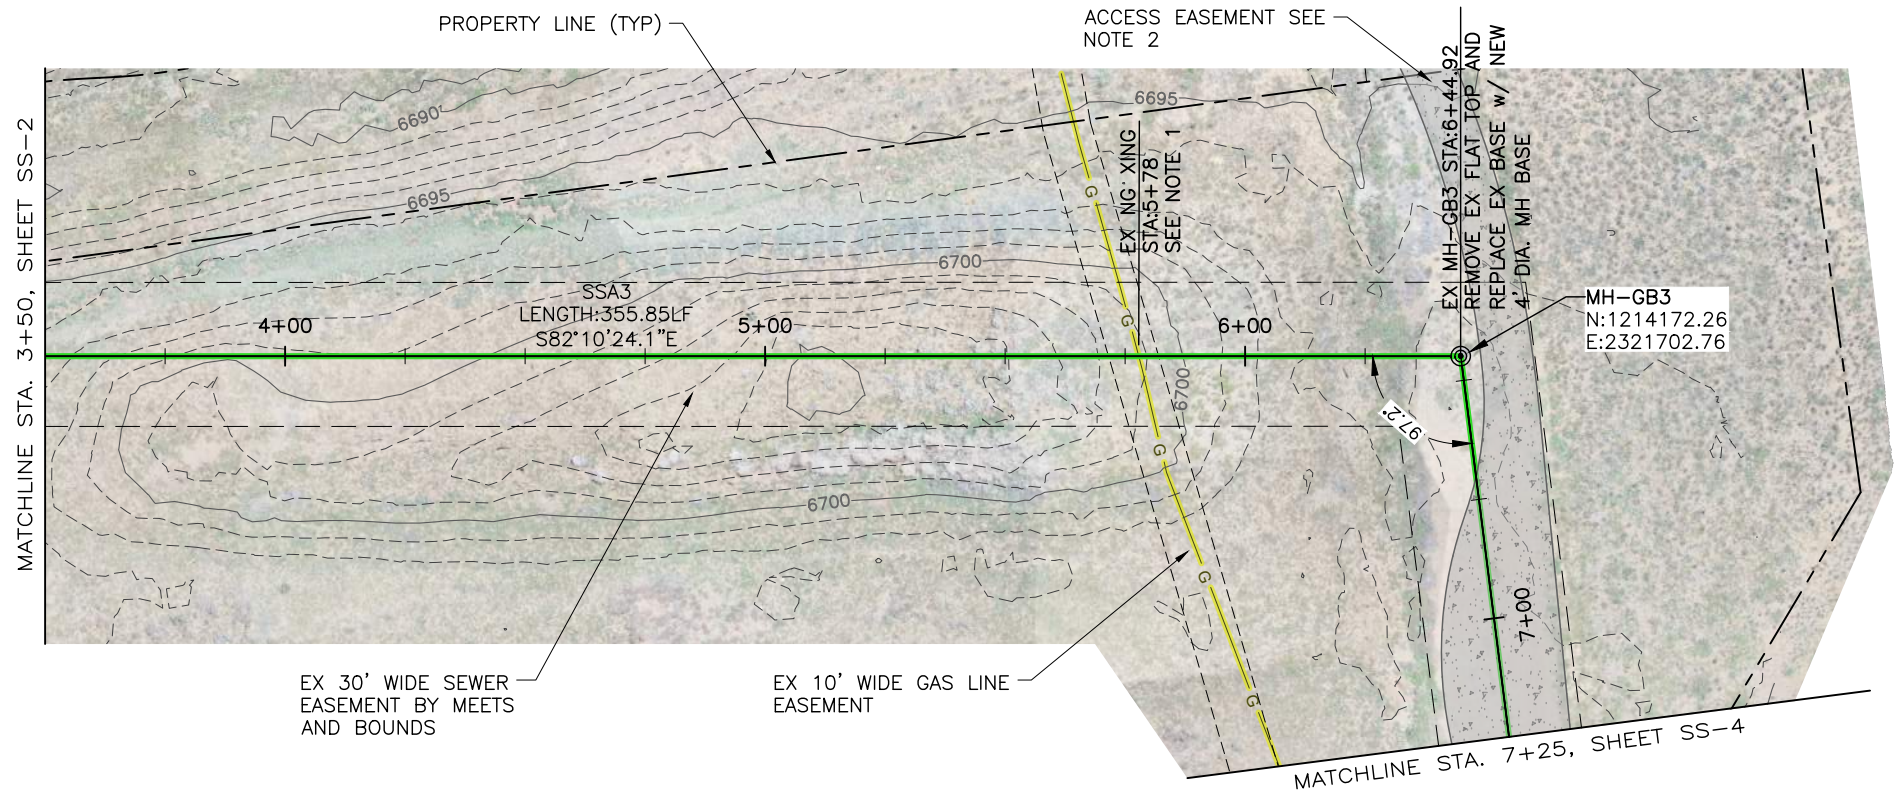 PROPERTY LINE (TYP)
ACCESS EASEMENT SEE
NOTE 2
MATCHLINE STA. 3+50, SHEET SS-2
6690
6695
6695
EX NG XING
STA:5+78
SEE NOTE 1
EX MH-GB3 STA:6+44.92
REMOVE EX FLAT TOP AND
REPLACE EX BASE w/ NEW
4' DIA. MH BASE
G
6700
SSA3
LENGTH:355.85LF
S82°10'24.1"E
4+00
5+00
6+00
G
MH-GB3
N:1214172.26
E:2321702.76
6700
97.2°
G
6700
G
7+00
EX 30' WIDE SEWER
EASEMENT BY MEETS
AND BOUNDS
EX 10' WIDE GAS LINE
EASEMENT
G
MATCHLINE STA. 7+25, SHEET SS-4